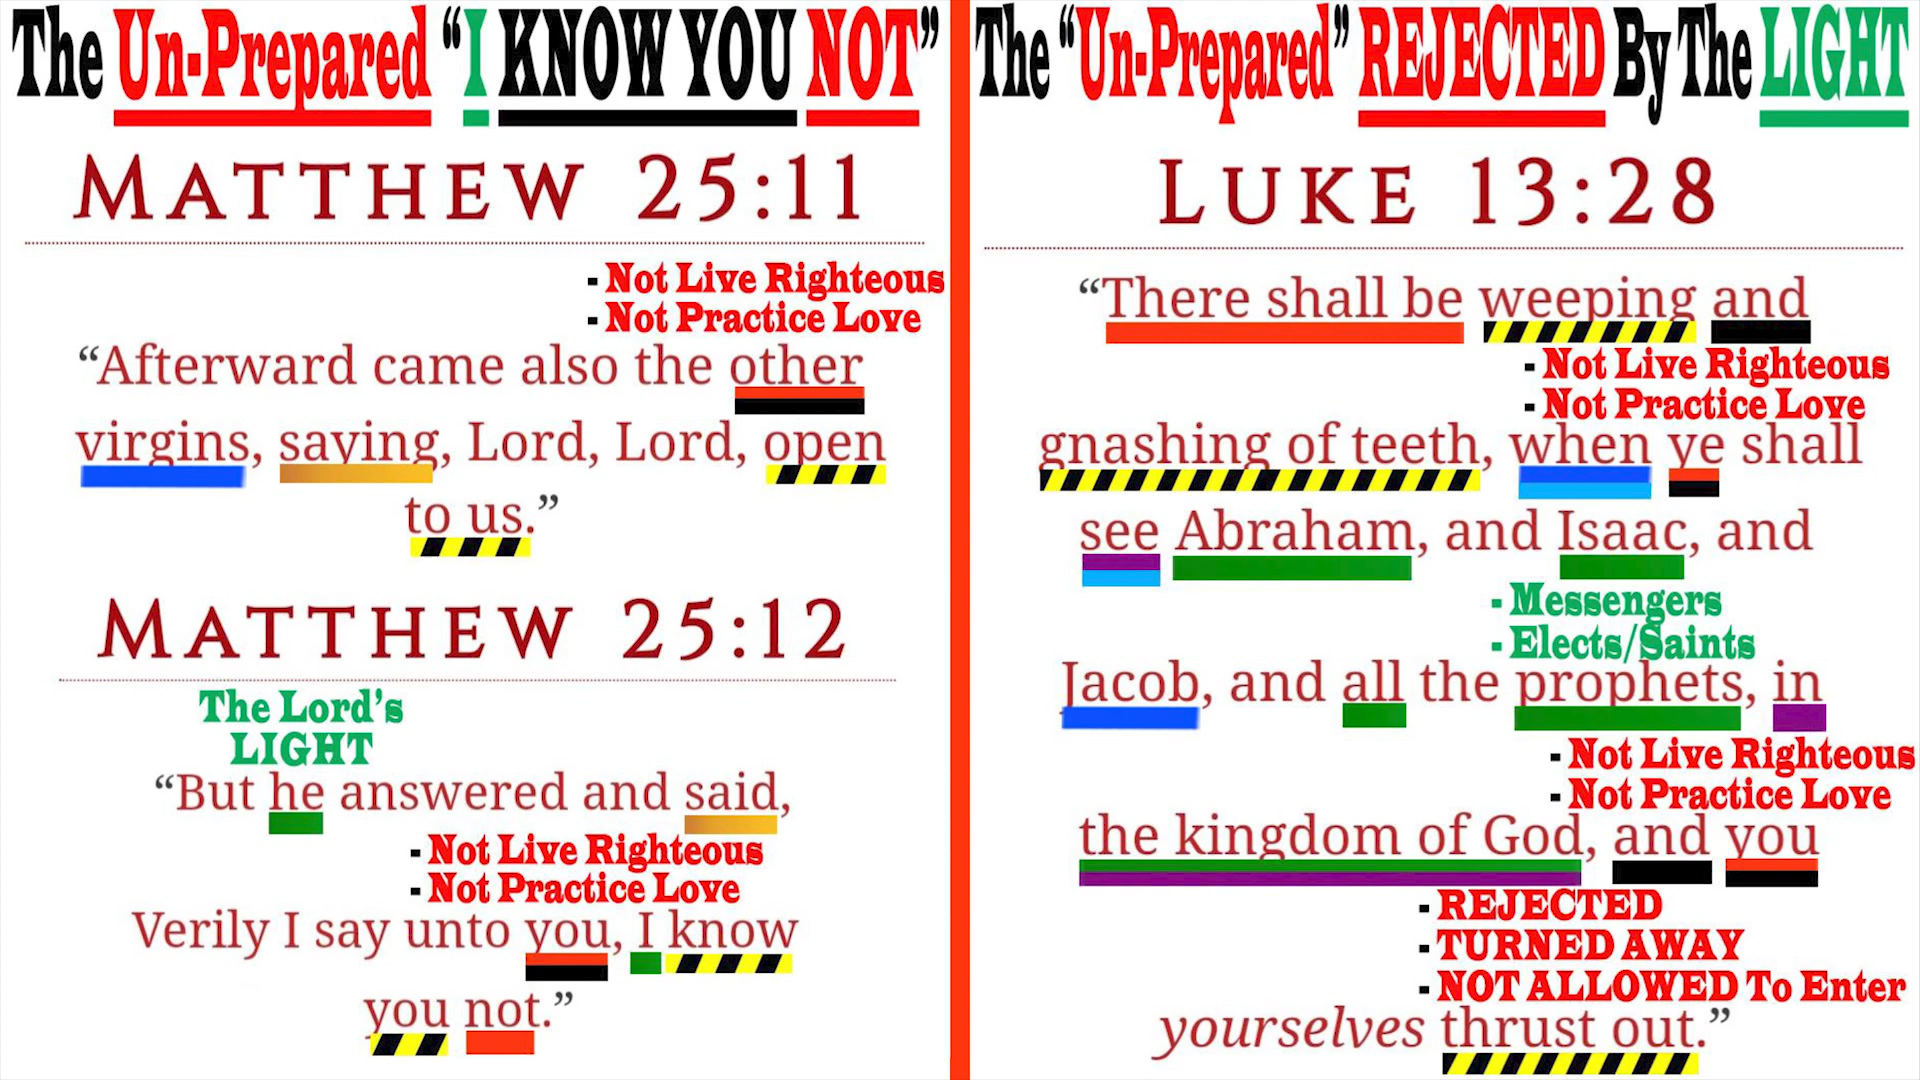 The Un-Prepared “I KNOW YOU NOT”
MATTHEW 25:11
- Not Live Righteous
- Not Practice Love
“Afterward came also the other
virgins, saying, Lord, Lord, open
to us.”
MATTHEW 25:12
The Lord’s
LIGHT
“But he answered and said,
- Not Live Righteous
- Not Practice Love
Verily I say unto you, I know
you not.”
The “Un-Prepared” REJECTED By The LIGHT
LUKE 13:28
“There shall be weeping and
- Not Live Righteous
- Not Practice Love
gnashing of teeth, when ye shall
see Abraham, and Isaac, and
- Messengers
- Elects/Saints
Jacob, and all the prophets, in
- Not Live Righteous
- Not Practice Love
the kingdom of God, and you
- REJECTED
- TURNED AWAY
- NOT ALLOWED To Enter
yourselves thrust out.”